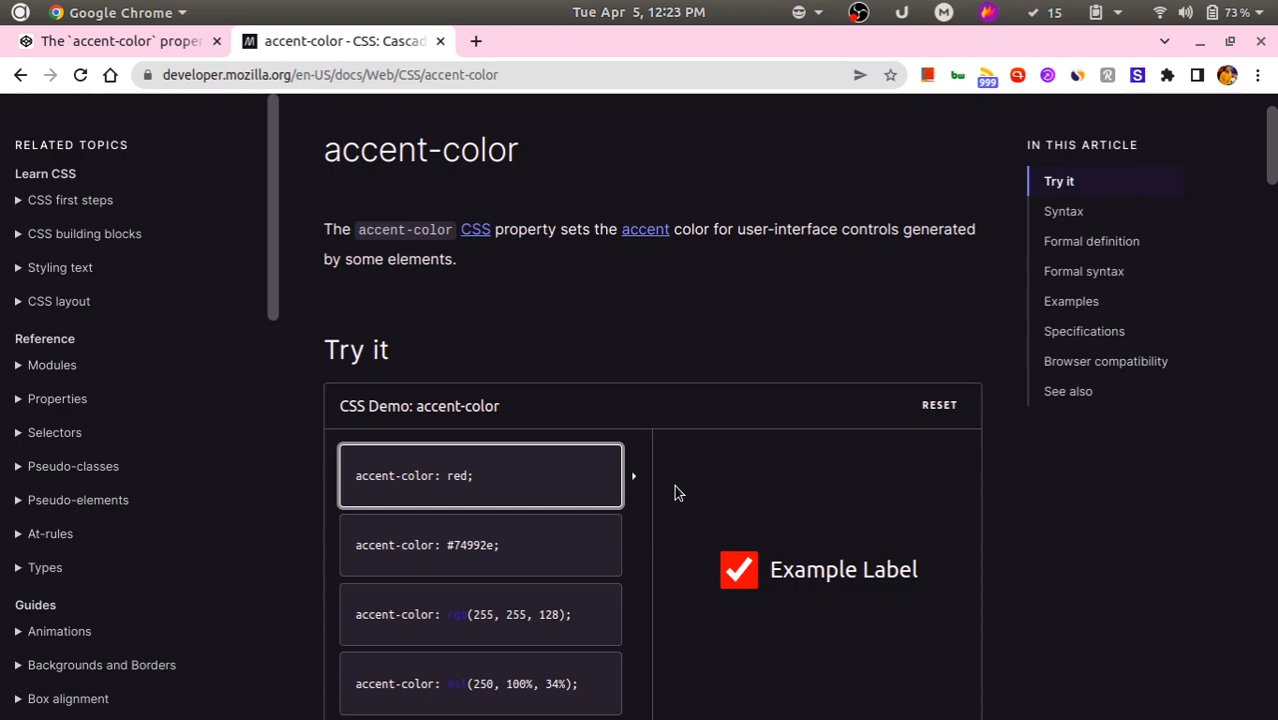 Google Chrome
Tue Apr 5, 12:23 PM
15
73 %
The `accent-color` proper
accent-color - CSS: Cascad
developer.mozilla.org/en-US/docs/Web/CSS/accent-color
999
RELATED TOPICS
Learn CSS
CSS first steps
CSS building blocks
Styling text
CSS layout
Reference
Modules
Properties
Selectors
Pseudo-classes
Pseudo-elements
At-rules
Types
Guides
Animations
Backgrounds and Borders
Box alignment
accent-color
The accent-color CSS property sets the accent color for user-interface controls generated
by some elements.
Try it
CSS Demo: accent-color
RESET
accent-color: red;
accent-color: #74992e;
accent-color: rgb(255, 255, 128);
accent-color: hsl(250, 100%, 34%);
Example Label
IN THIS ARTICLE
Try it
Syntax
Formal definition
Formal syntax
Examples
Specifications
Browser compatibility
See also